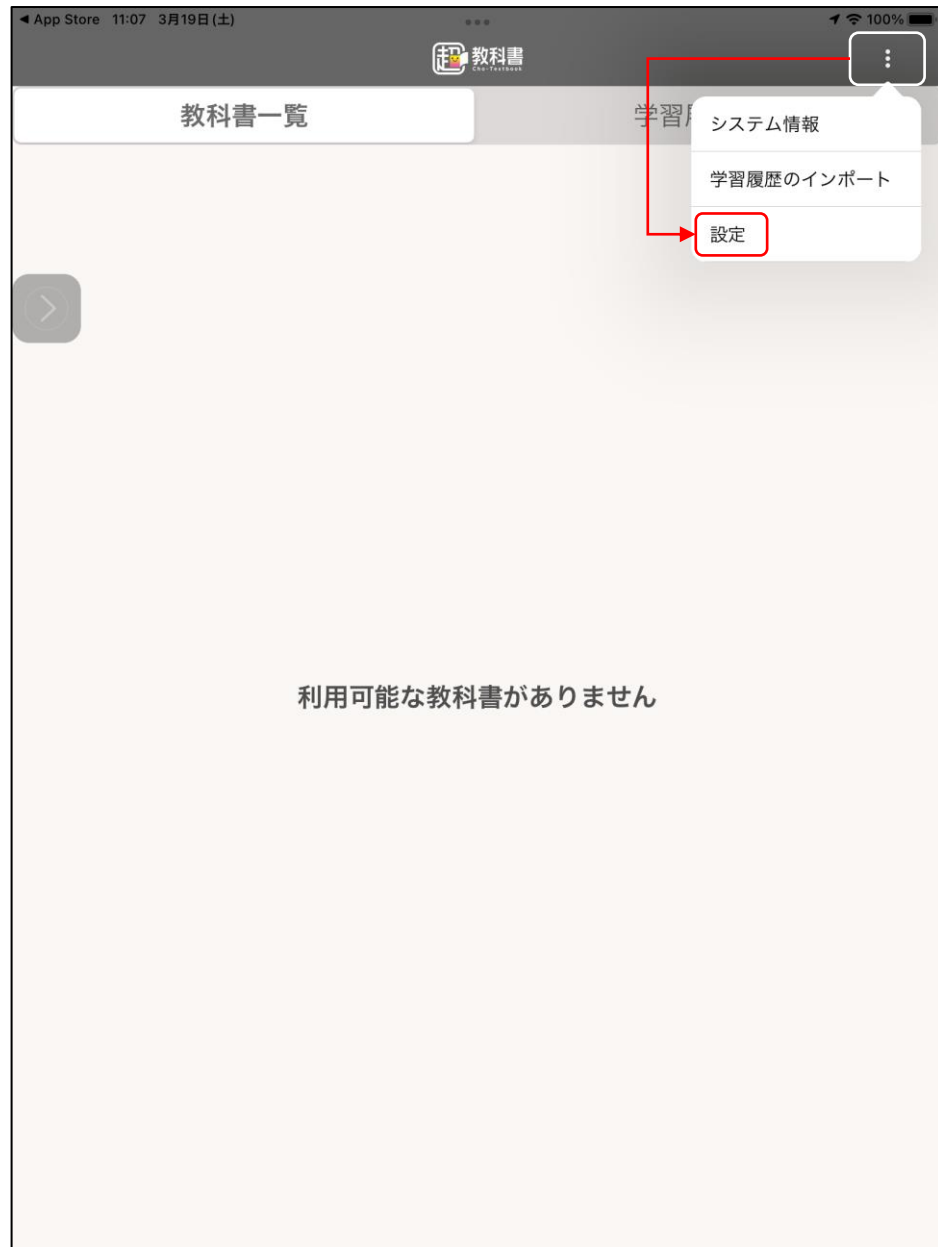 ◀ App Store 11:07 3月19日(土) 100%
超 教科書
Cho-Textbook
教科書一覧
学習
システム情報
学習履歴のインポート
設定
利用可能な教科書がありません